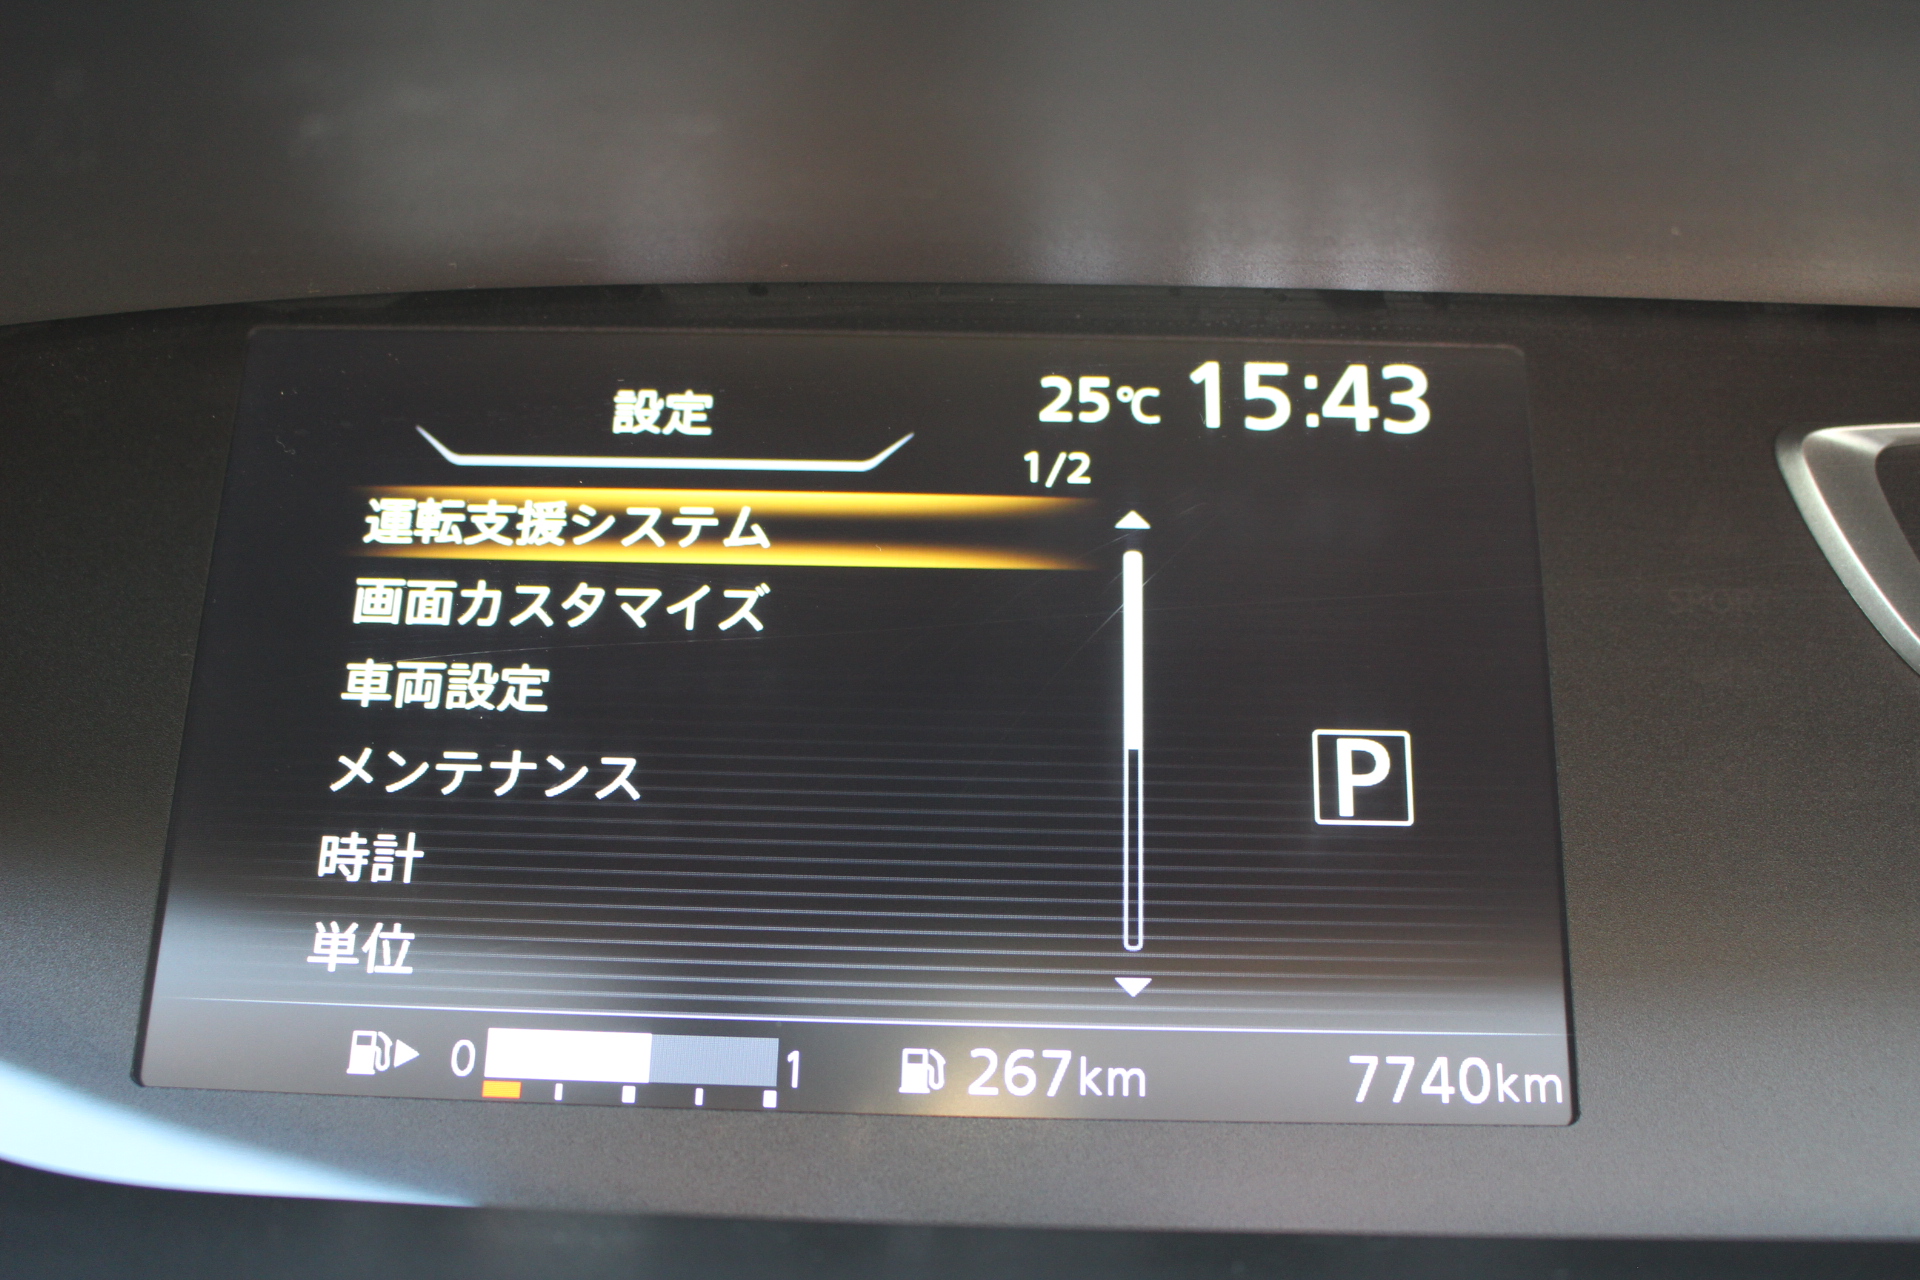 設定
25℃ 15:43
1/2
運転支援システム
画面カスタマイズ
車両設定
メンテナンス
時計
単位
P
0 1 267km 7740km